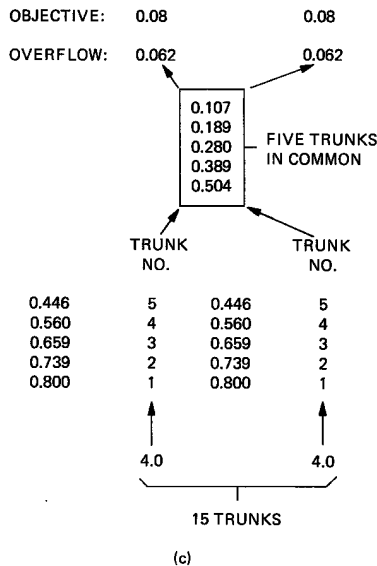 OBJECTIVE: 0.08 0.08
OVERFLOW: 0.062 0.062
0.107
0.189
0.280
0.389
0.504
FIVE TRUNKS
IN COMMON
TRUNK
NO.
TRUNK
NO.
0.446 5 0.446 5
0.560 4 0.560 4
0.659 3 0.659 3
0.739 2 0.739 2
0.800 1 0.800 1
4.0 4.0
15 TRUNKS
(c)